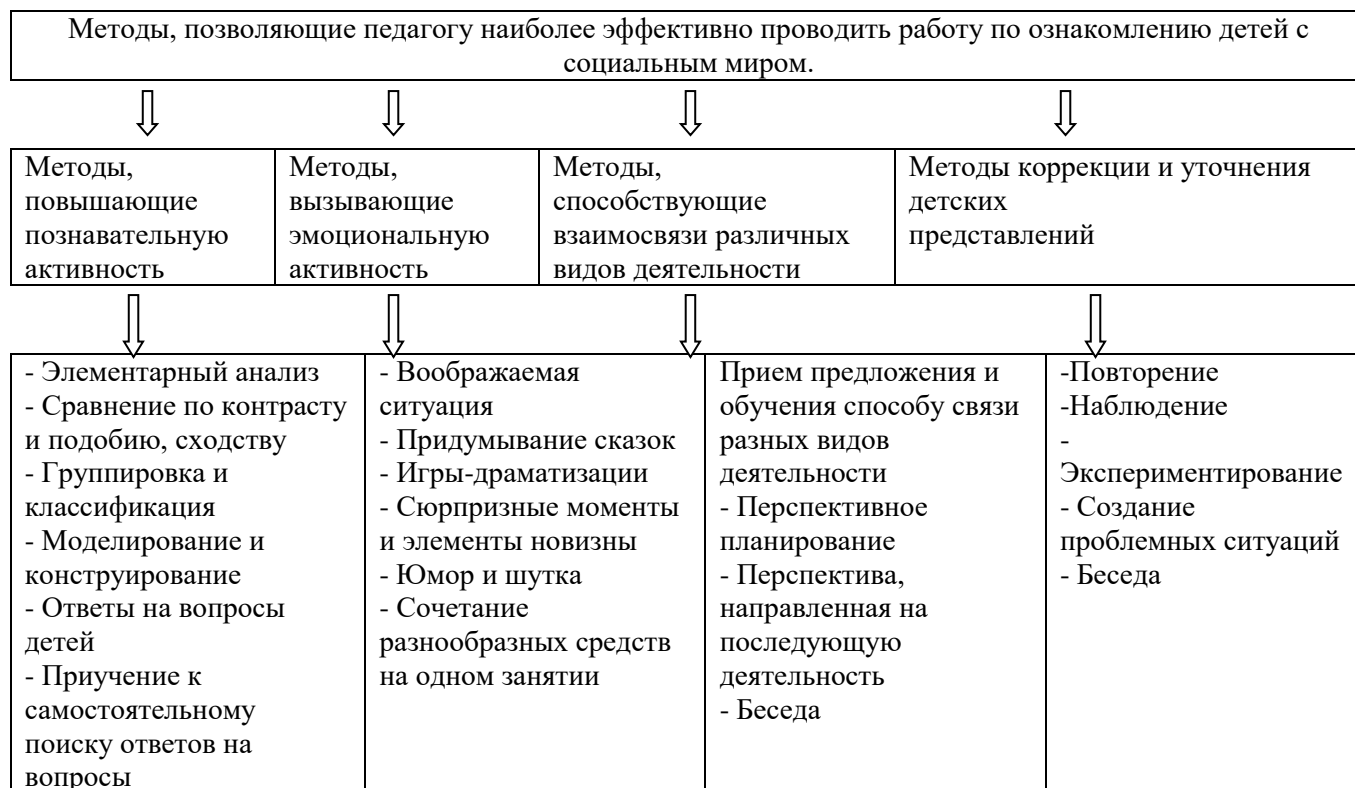 Методы, позволяющие педагогу наиболее эффективно проводить работу по ознакомлению детей с
социальным миром.
Методы,
повышающие
познавательную
активность
Методы,
вызывающие
эмоциональную
активность
Методы,
способствующие
взаимосвязи различных
видов деятельности
Методы коррекции и уточнения
детских
представлений
- Элементарный анализ
- Сравнение по контрасту
и подобию, сходству
- Группировка и
классификация
- Моделирование и
конструирование
- Ответы на вопросы
детей
- Приучение к
самостоятельному
поиску ответов на
вопросы
- Воображаемая
ситуация
- Придумывание сказок
- Игры-драматизации
- Сюрпризные моменты
и элементы новизны
- Юмор и шутка
- Сочетание
разнообразных средств
на одном занятии
Прием предложения и
обучения способу связи
разных видов
деятельности
- Перспективное
планирование
- Перспектива,
направленная на
последующую
деятельность
- Беседа
-Повторение
-Наблюдение
-
Экспериментирование
- Создание
проблемных ситуаций
- Беседа